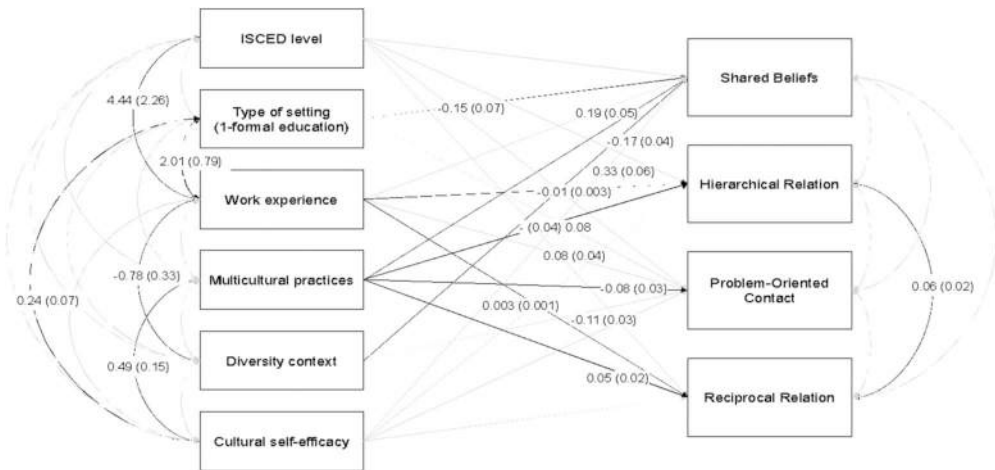 ISCED level
Type of setting
(1-formal education)
Work experience
Multicultural practices
Diversity context
Cultural self-efficacy
4.44 (2.26)
2.01 (0.79)
-0.78 (0.33)
0.24 (0.07)
0.49 (0.15)
-0.15 (0.07)
0.19 (0.05)
-0.17 (0.04)
0.33 (0.06)
-0.01 (0.003)
- (0.04) 0.08
0.08 (0.04)
-0.08 (0.03)
0.003 (0.001)
-0.11 (0.03)
0.05 (0.02)
Shared Beliefs
Hierarchical Relation
Problem-Oriented
Contact
Reciprocal Relation
0.06 (0.02)